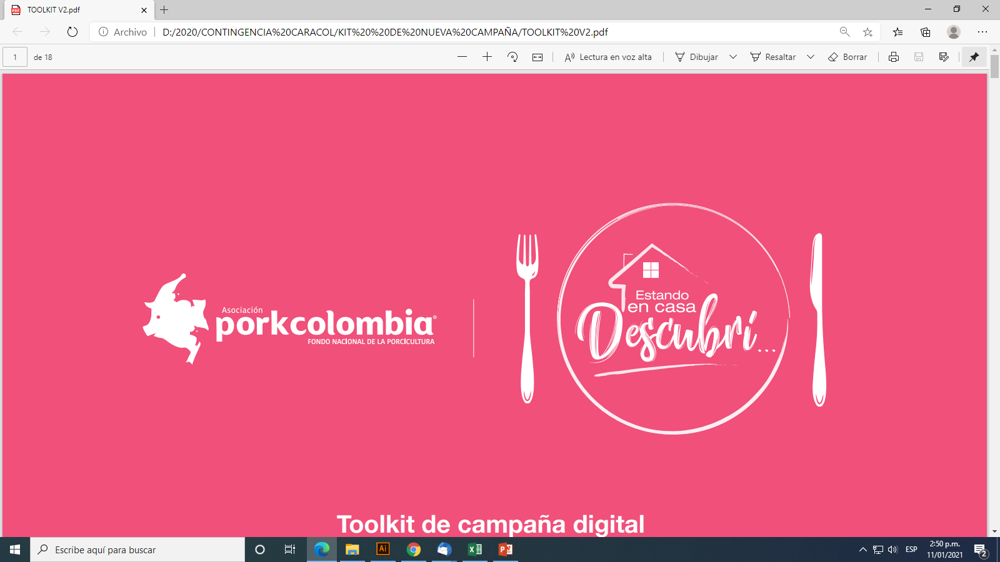 TOOLKIT V2.pdf
Archivo
D:/2020/CONTINGENCIA%20CARACOL/KIT%20%20DE%20NUEVA%20CAMPAÑA/TOOLKIT%20V2.pdf
1 de 18
Lectura en voz alta
Dibujar
Resaltar
Borrar
Asociación
porkcolombia®
FONDO NACIONAL DE LA PORCICULTURA
Estando
en casa
Descubrí...
Toolkit de campaña digital
Escribe aquí para buscar
Ai
ESP
2:50 p.m.
11/01/2021
2